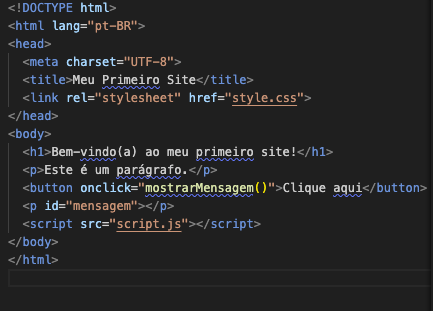 <!DOCTYPE html>
<html lang="pt-BR">
<head>
  <meta charset="UTF-8">
  <title>Meu Primeiro Site</title>
  <link rel="stylesheet" href="style.css">
</head>
<body>
  <h1>Bem-vindo(a) ao meu primeiro site!</h1>
  <p>Este é um parágrafo.</p>
  <button onclick="mostrarMensagem()">Clique aqui</button>
  <p id="mensagem"></p>
  <script src="script.js"></script>
</body>
</html>